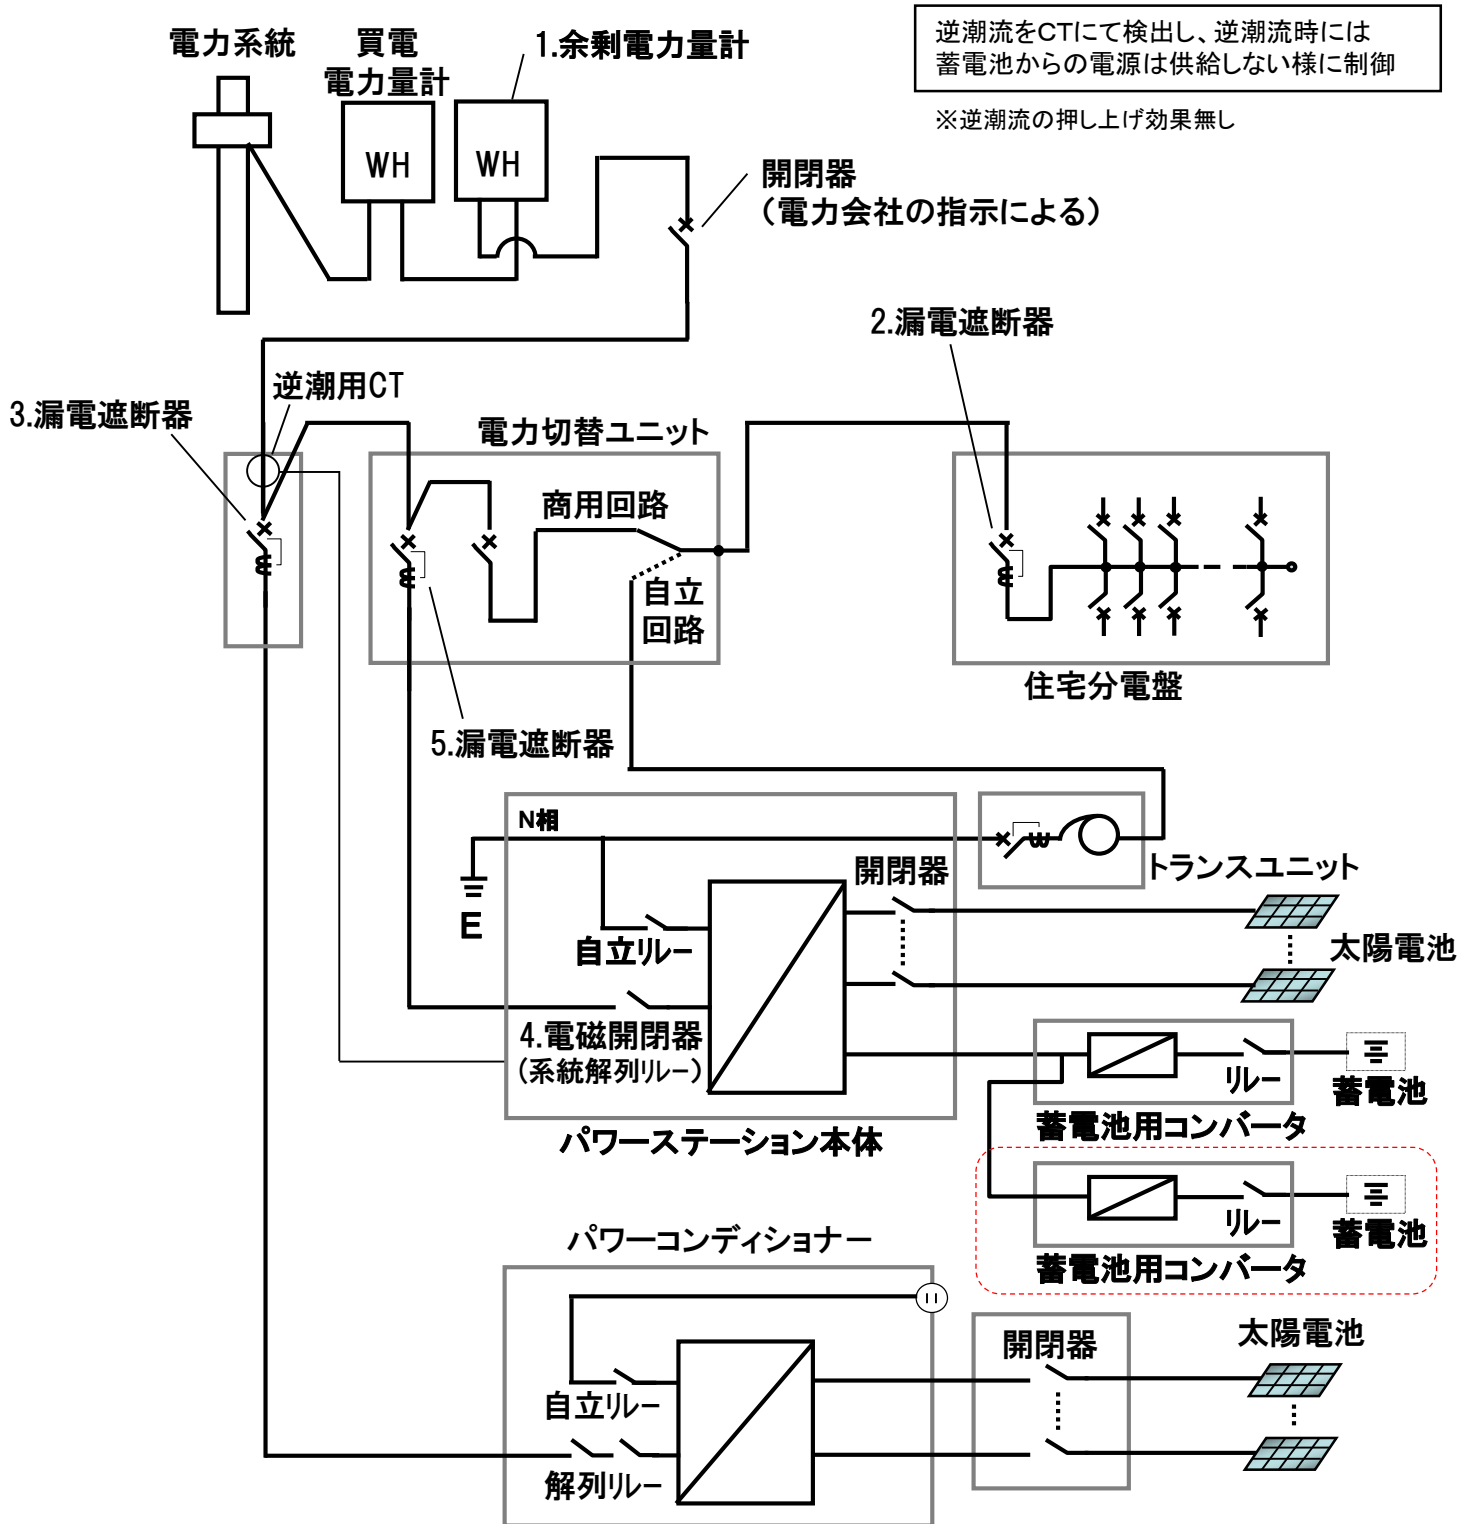 逆潮流をCTにて検出し、逆潮流時には
蓄電池からの電源は供給しない様に制御
※逆潮流の押し上げ効果無し
電力系統
買電
電力量計
1.余剰電力量計
WH
WH
開閉器
(電力会社の指示による)
2.漏電遮断器
逆潮用CT
3.漏電遮断器
電力切替ユニット
商用回路
自立
回路
住宅分電盤
5.漏電遮断器
N相
E
自立リレー
開閉器
トランスユニット
太陽電池
4.電磁開閉器
(系統解列リレー)
リレー
蓄電池
蓄電池用コンバータ
パワーステーション本体
リレー
蓄電池
蓄電池用コンバータ
パワーコンディショナー
自立リレー
解列リレー
開閉器
太陽電池